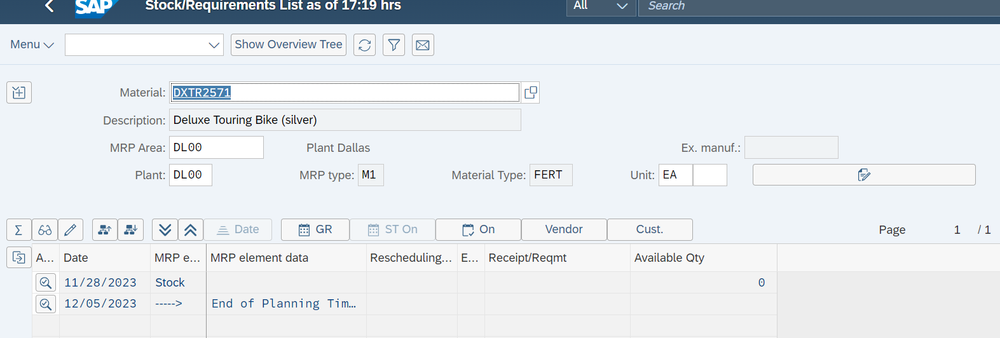 SAP Stock/Requirements List as of 17:19 hrs All Search
Menu Show Overview Tree
Material: DXTR2571
Description: Deluxe Touring Bike (silver)
MRP Area: DL00 Plant Dallas Ex. manuf.:
Plant: DL00 MRP type: M1 Material Type: FERT Unit: EA
Σ Date GR ST On On Vendor Cust. Page 1 / 1
A... Date MRP e... MRP element data Rescheduling... E... Receipt/Reqmt Available Qty
11/28/2023 Stock 0
12/05/2023 -----> End of Planning Tim...